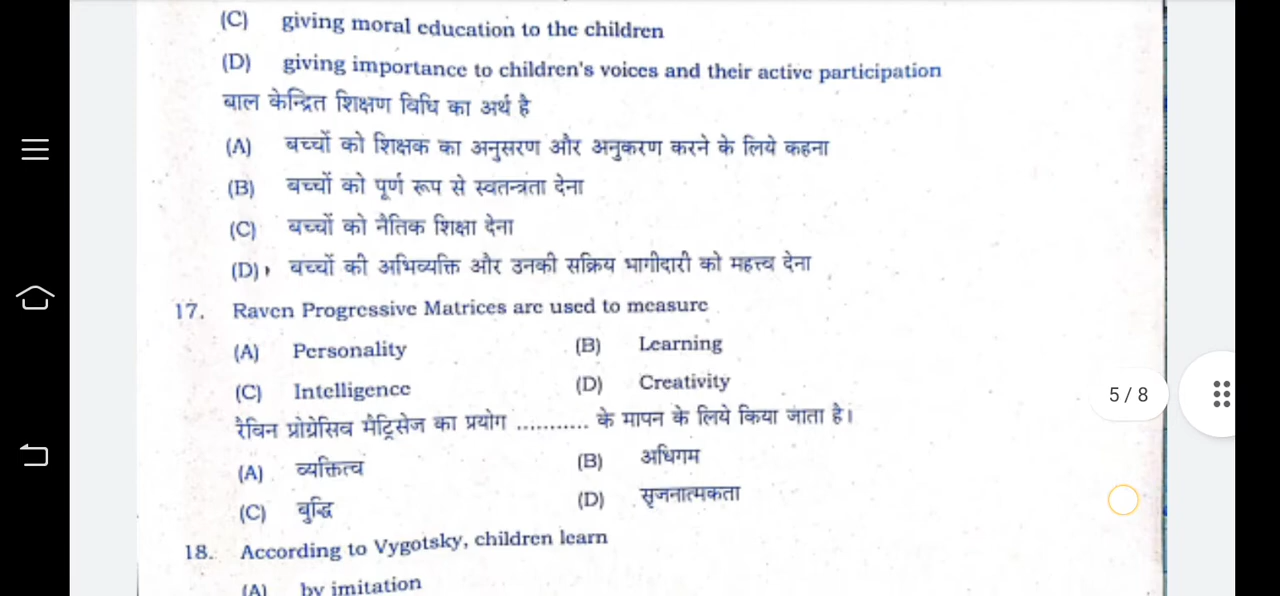 (C) giving moral education to the children
(D) giving importance to children's voices and their active participation
बाल केन्द्रित शिक्षण विधि का अर्थ है
(A) बच्चों को शिक्षक का अनुसरण और अनुकरण करने के लिये कहना
(B) बच्चों को पूर्ण रूप से स्वतन्त्रता देना
(C) बच्चों को नैतिक शिक्षा देना
(D) बच्चों की अभिव्यक्ति और उनकी सक्रिय भागीदारी को महत्त्व देना
17. Raven Progressive Matrices are used to measure
(A) Personality (B) Learning
(C) Intelligence (D) Creativity
रैविन प्रोग्रेसिव मैट्रिसेज का प्रयोग ........... के मापन के लिये किया जाता है।
(A) व्यक्तित्व (B) अधिगम
(C) बुद्धि (D) सृजनात्मकता
18. According to Vygotsky, children learn
(A) by imitation
5 / 8